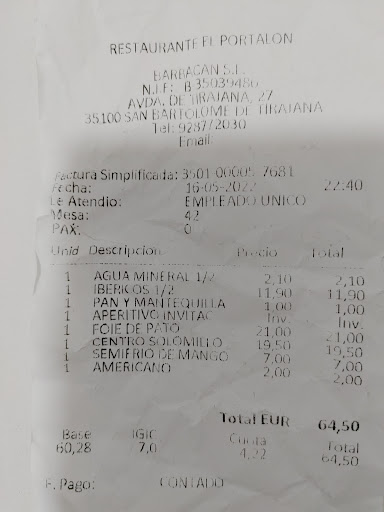 RESTAURANTE EL PORTALON
BARBACAN S.L.
N.I.F.: B 35039486
AVDA. DE TIRAJANA, 27
35100 SAN BARTOLOME DE TIRAJANA
Tel: 928772030
Email:
Factura Simplificada: 3501 00005 7681
Fecha: 16-05-2022 22:40
Le Atendio: EMPLEADO UNICO
Mesa: 42
PAX: 0
Unid Descripcion Precio Total
1 AGUA MINERAL 1/2 2,10 2,10
1 IBERICOS 1/2 11,90 11,90
1 PAN Y MANTEQUILLA 1,00 1,00
1 APERITIVO INVITAC Inv. Inv.
1 FOIE DE PATO 21,00 21,00
1 CENTRO SOLOMILLO 19,50 19,50
1 SEMIFRIO DE MANGO 7,00 7,00
1 AMERICANO 2,00 2,00
Total EUR 64,50
Base IGIC Cuota Total
60,28 7,0 4,22 64,50
F. Pago: CONTADO